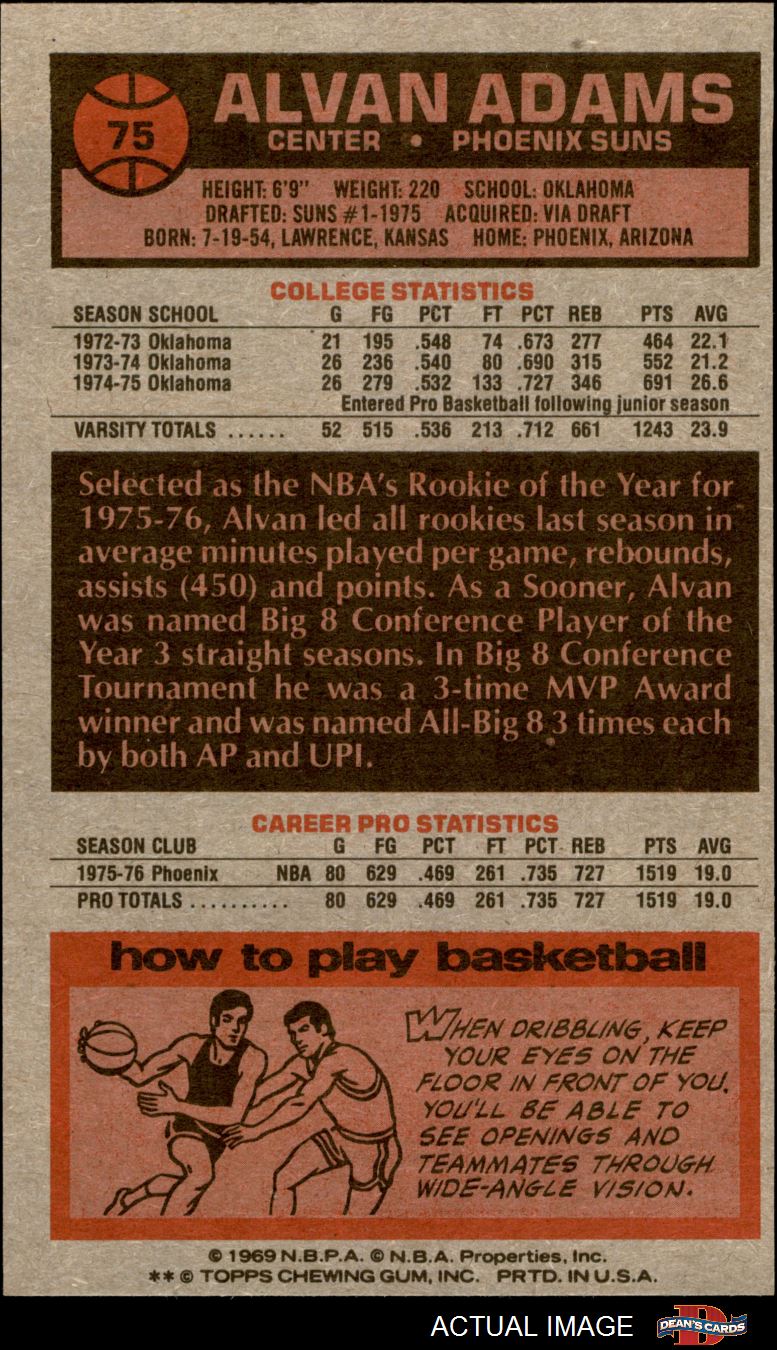 75
ALVAN ADAMS
CENTER • PHOENIX SUNS
HEIGHT: 6'9" WEIGHT: 220 SCHOOL: OKLAHOMA
DRAFTED: SUNS #1-1975 ACQUIRED: VIA DRAFT
BORN: 7-19-54, LAWRENCE, KANSAS HOME: PHOENIX, ARIZONA
COLLEGE STATISTICS
SEASON SCHOOL G FG PCT FT PCT REB PTS AVG
1972-73 Oklahoma 21 195 .548 74 .673 277 464 22.1
1973-74 Oklahoma 26 236 .540 80 .690 315 552 21.2
1974-75 Oklahoma 26 279 .532 133 .727 346 691 26.6
Entered Pro Basketball following junior season
VARSITY TOTALS ...... 52 515 .536 213 .712 661 1243 23.9
Selected as the NBA's Rookie of the Year for
1975-76, Alvan led all rookies last season in
average minutes played per game, rebounds,
assists (450) and points. As a Sooner, Alvan
was named Big 8 Conference Player of the
Year 3 straight seasons. In Big 8 Conference
Tournament he was a 3-time MVP Award
winner and was named All-Big 8 3 times each
by both AP and UPI.
CAREER PRO STATISTICS
SEASON CLUB G FG PCT FT PCT REB PTS AVG
1975-76 Phoenix NBA 80 629 .469 261 .735 727 1519 19.0
PRO TOTALS .......... 80 629 .469 261 .735 727 1519 19.0
how to play basketball
WHEN DRIBBLING, KEEP
YOUR EYES ON THE
FLOOR IN FRONT OF YOU.
YOU'LL BE ABLE TO
SEE OPENINGS AND
TEAMMATES THROUGH
WIDE-ANGLE VISION.
© 1969 N.B.P.A. © N.B.A. Properties, Inc.
** © TOPPS CHEWING GUM, INC. PRTD. IN U.S.A.
ACTUAL IMAGE
D
DEAN'S CARDS